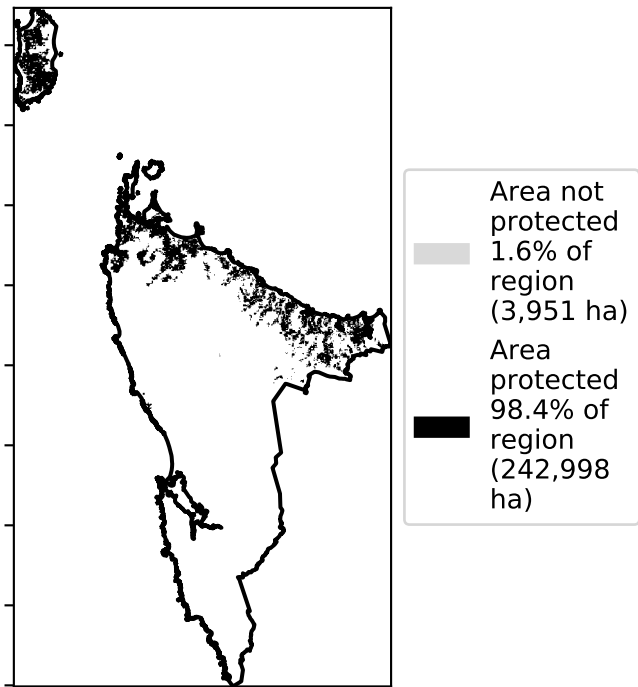 Area not
protected
1.6% of
region
(3,951 ha)
Area
protected
98.4% of
region
(242,998
ha)